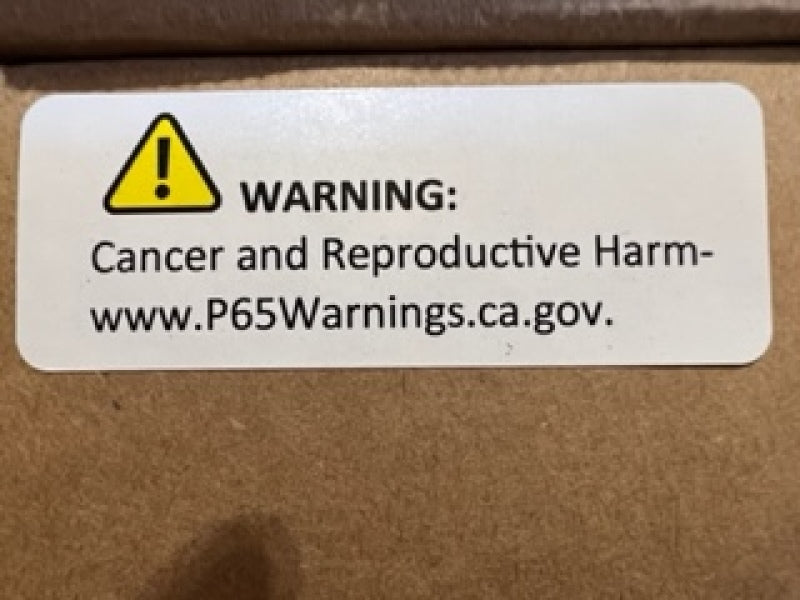 WARNING:
Cancer and Reproductive Harm-
www.P65Warnings.ca.gov.